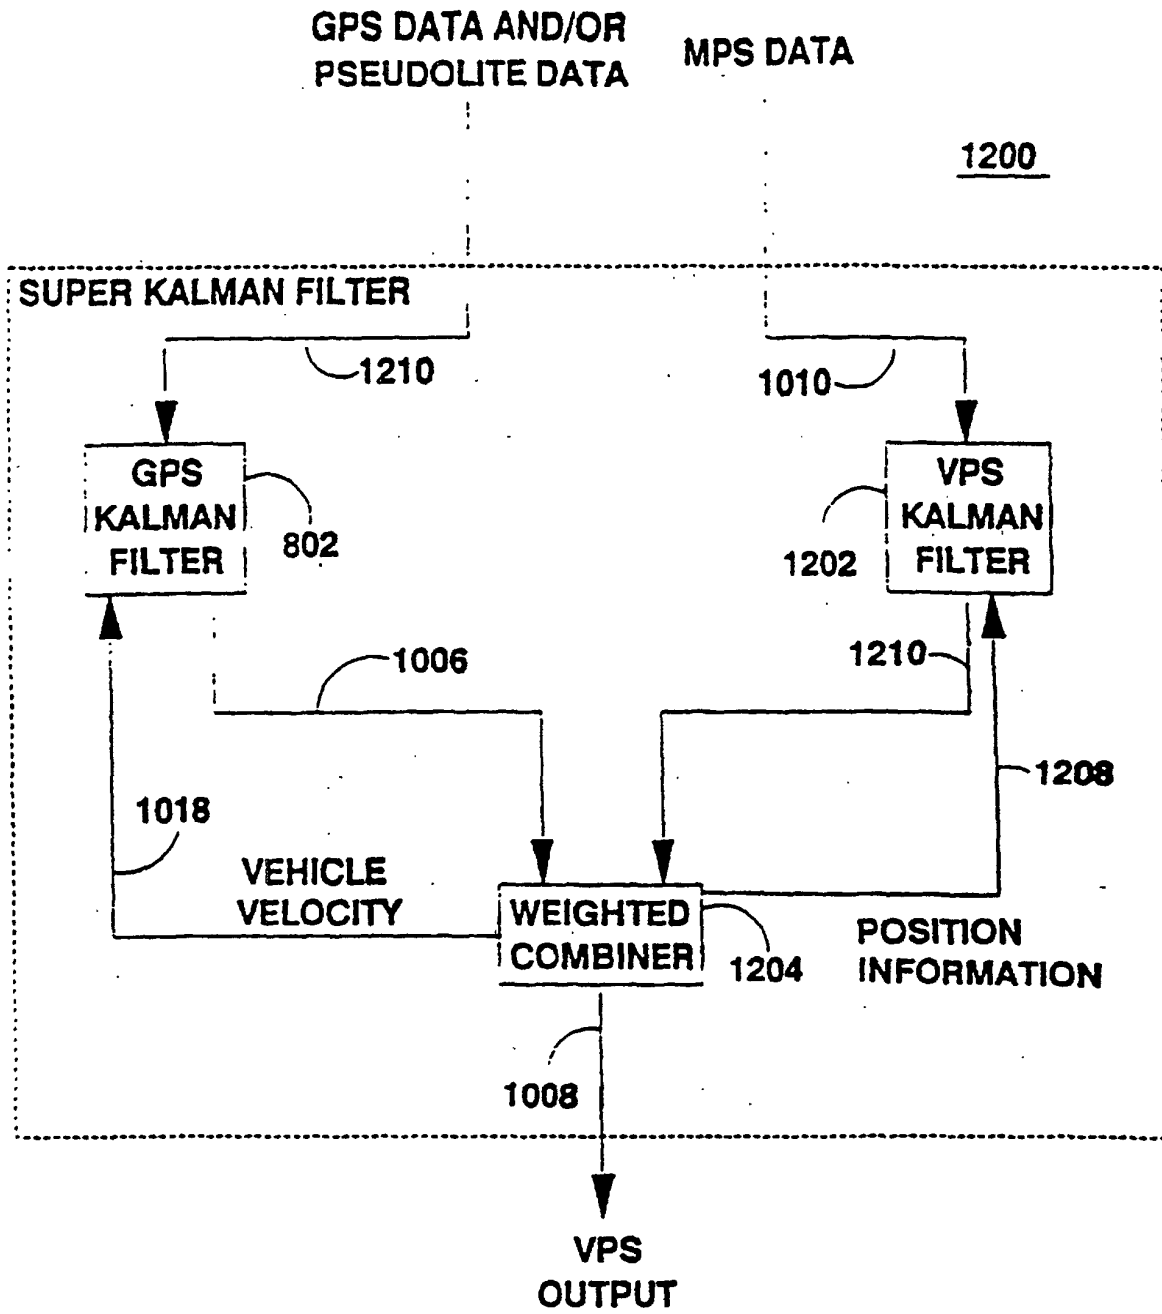 GPS DATA AND/OR
PSEUDOLITE DATA
MPS DATA
1200
SUPER KALMAN FILTER
1210
1010
GPS
KALMAN
FILTER
802
VPS
KALMAN
FILTER
1202
1006
1210
1208
1018
VEHICLE
VELOCITY
WEIGHTED
COMBINER
1204
POSITION
INFORMATION
1008
VPS
OUTPUT